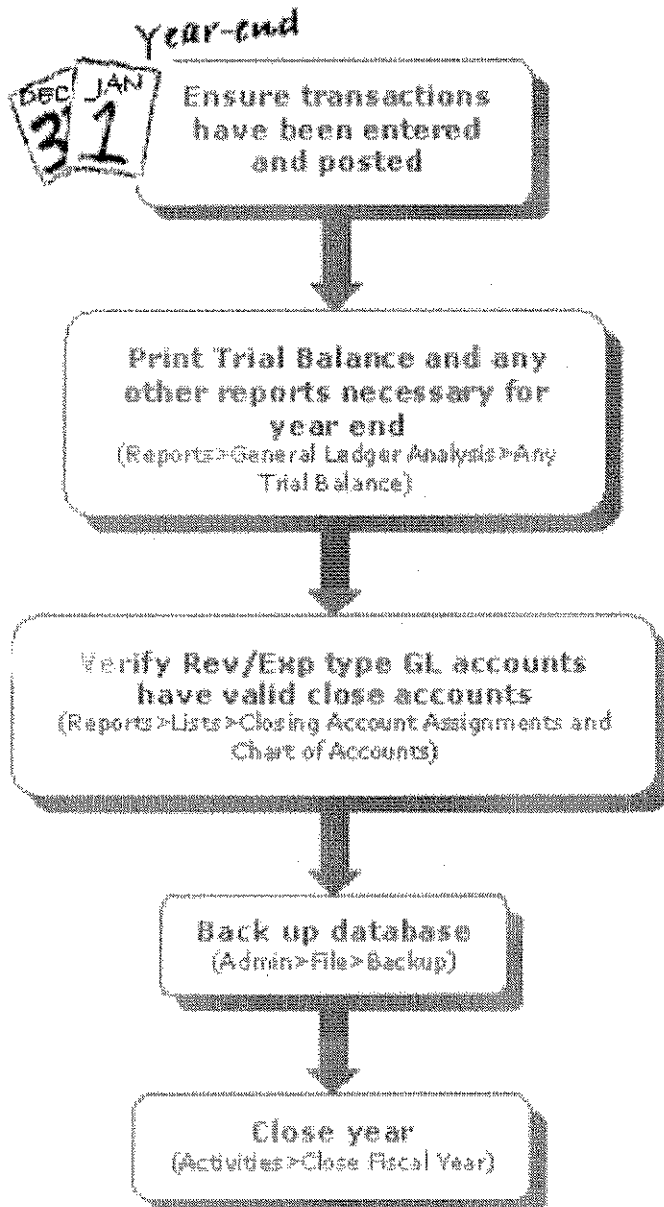 Year-end
DEC
31
JAN
1
Ensure transactions
have been entered
and posted
Print Trial Balance and any
other reports necessary for
year end
(Reports>General Ledger Analysis>Any
Trial Balance)
Verify Rev/Exp type GL accounts
have valid close accounts
(Reports>Lists>Closing Account Assignments and
Chart of Accounts)
Back up database
(Admin>File>Backup)
Close year
(Activities>Close Fiscal Year)